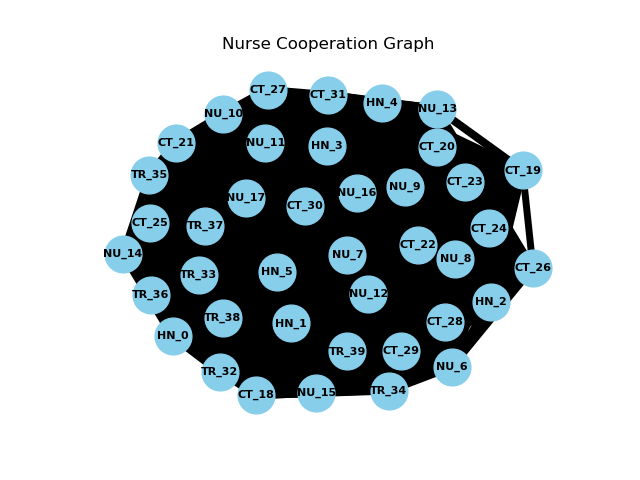 Nurse Cooperation Graph
CT_27
CT_31
HN_4
NU_13
NU_10
CT_21
NU_11
HN_3
CT_20
CT_19
TR_35
NU_17
CT_30
NU_16
NU_9
CT_23
CT_25
TR_37
CT_24
NU_14
NU_7
CT_22
NU_8
CT_26
TR_33
HN_5
TR_36
NU_12
HN_2
HN_0
TR_38
HN_1
CT_28
TR_39
CT_29
NU_6
TR_32
CT_18
NU_15
TR_34